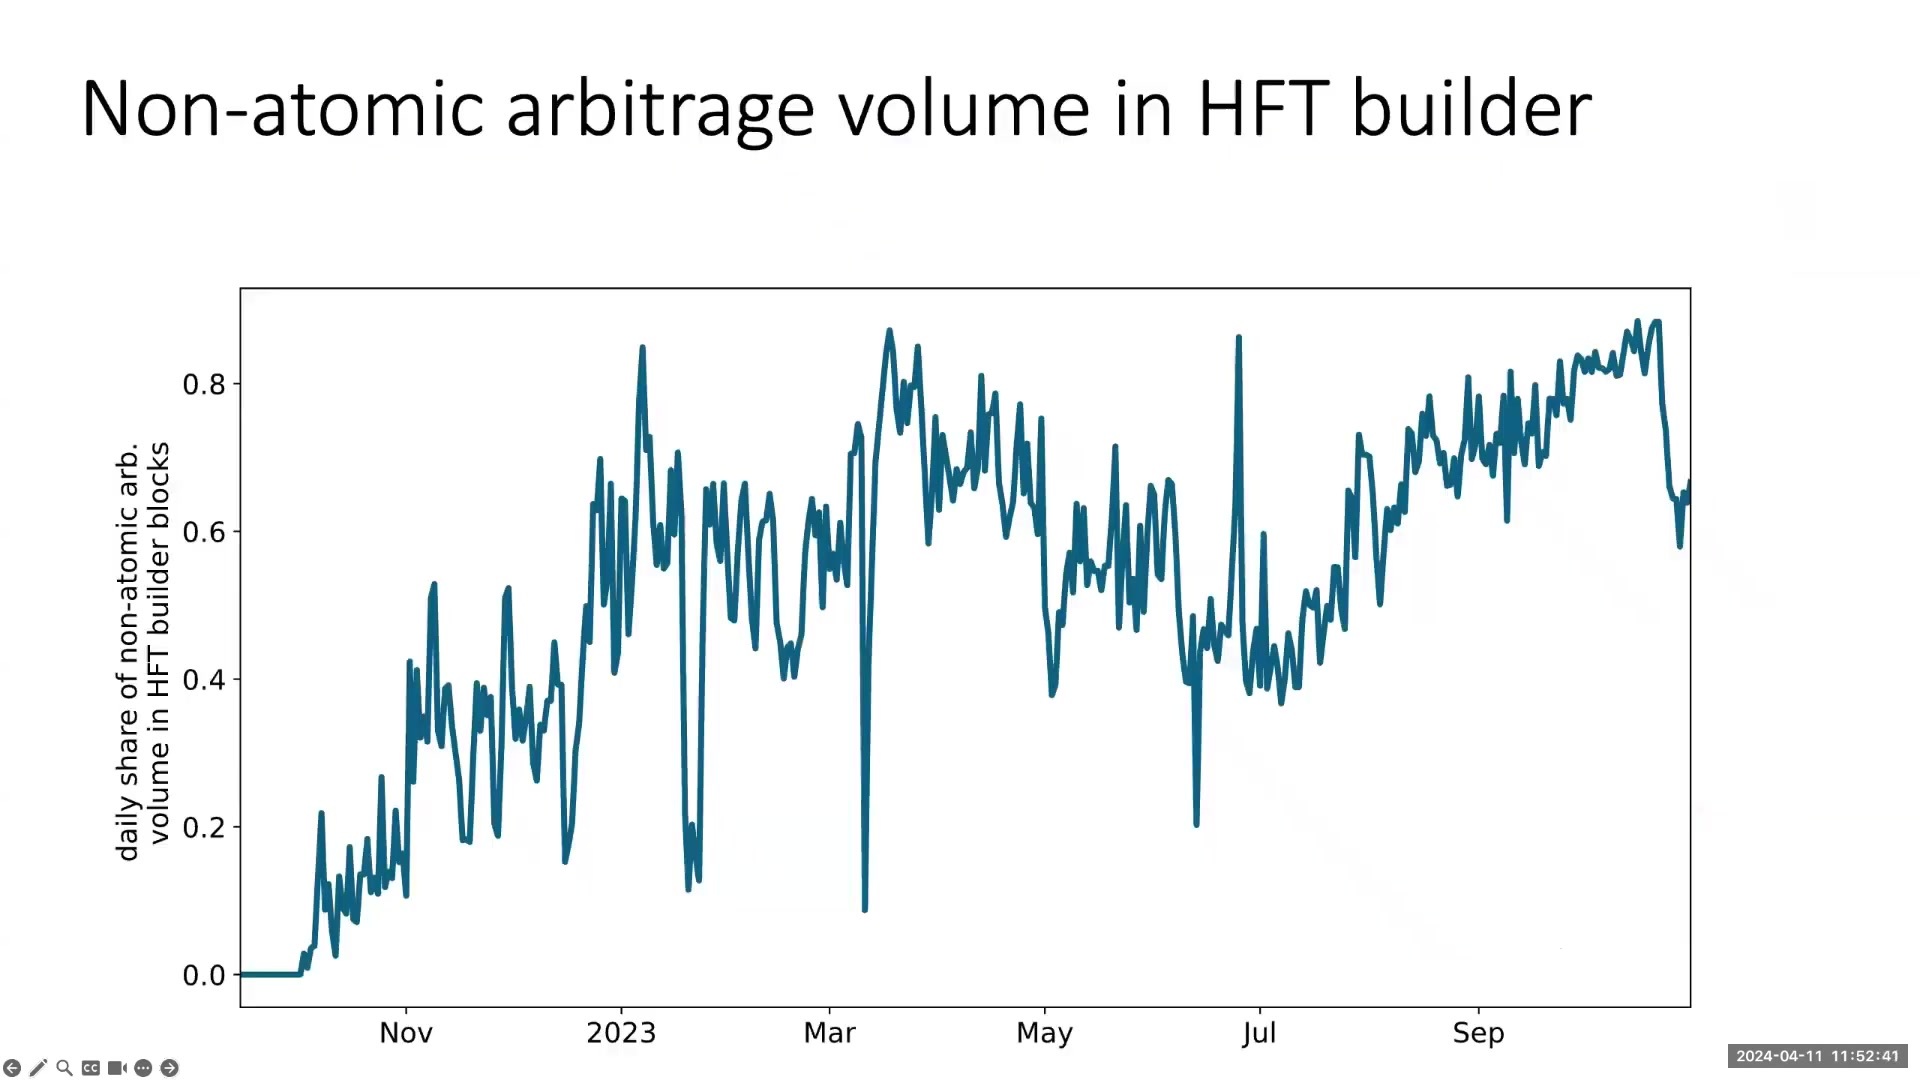 Non-atomic arbitrage volume in HFT builder
daily share of non-atomic arb.
volume in HFT builder blocks
0.8
0.6
0.4
0.2
0.0
Nov
2023
Mar
May
Jul
Sep
CC
2024-04-11 11:52:41